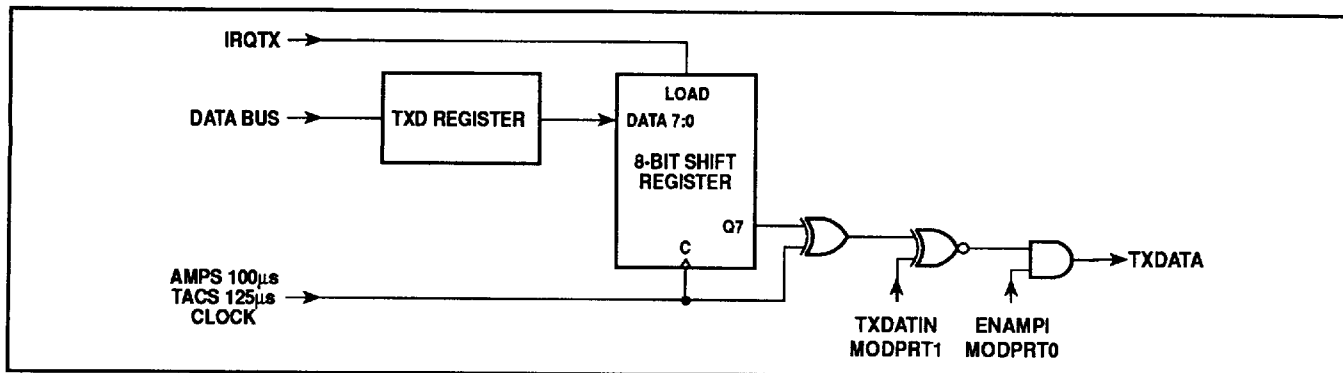 IRQTX
DATA BUS
TXD REGISTER
LOAD
DATA 7:0
8-BIT SHIFT
REGISTER
Q7
C
AMPS 100µs
TACS 125µs
CLOCK
TXDATIN
MODPRT1
ENAMPI
MODPRT0
TXDATA